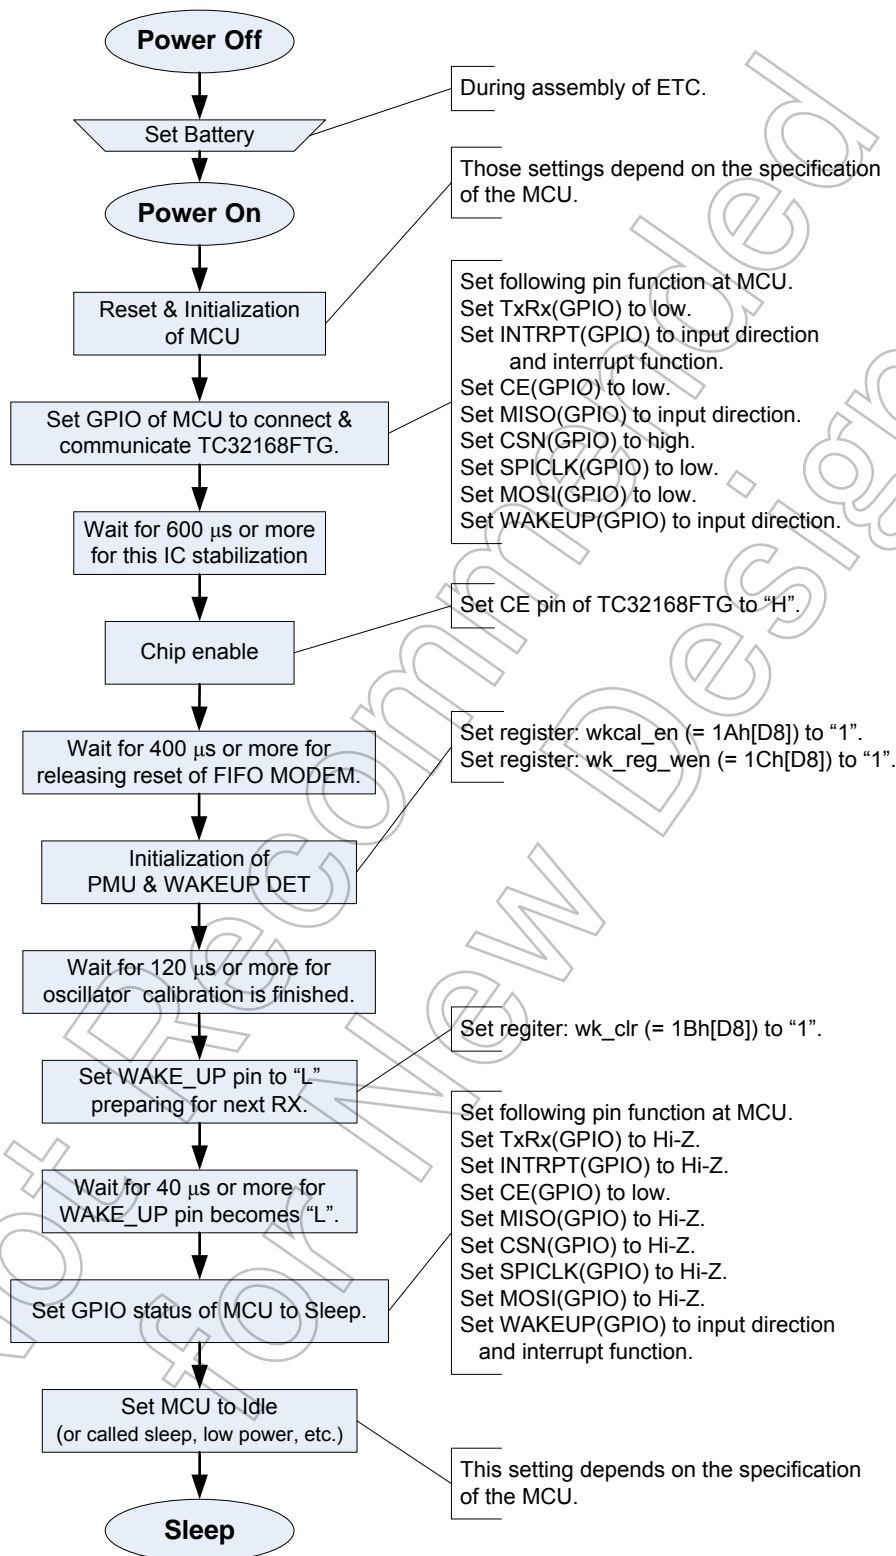 Power Off
During assembly of ETC.
Set Battery
Those settings depend on the specification
of the MCU.
Power On
Reset & Initialization
of MCU
Set following pin function at MCU.
Set TxRx(GPIO) to low.
Set INTRPT(GPIO) to input direction
and interrupt function.
Set CE(GPIO) to low.
Set MISO(GPIO) to input direction.
Set CSN(GPIO) to high.
Set SPICLK(GPIO) to low.
Set MOSI(GPIO) to low.
Set WAKEUP(GPIO) to input direction.
Set GPIO of MCU to connect &
communicate TC32168FTG.
Wait for 600 μs or more
for this IC stabilization
Set CE pin of TC32168FTG to “H”.
Chip enable
Wait for 400 μs or more for
releasing reset of FIFO MODEM.
Set register: wkcal_en (= 1Ah[D8]) to “1”.
Set register: wk_reg_wen (= 1Ch[D8]) to “1”.
Initialization of
PMU & WAKEUP DET
Wait for 120 μs or more for
oscillator calibration is finished.
Set regiter: wk_clr (= 1Bh[D8]) to “1”.
Set WAKE_UP pin to “L”
preparing for next RX.
Wait for 40 μs or more for
WAKE_UP pin becomes “L”.
Set following pin function at MCU.
Set TxRx(GPIO) to Hi-Z.
Set INTRPT(GPIO) to Hi-Z.
Set CE(GPIO) to low.
Set MISO(GPIO) to Hi-Z.
Set CSN(GPIO) to Hi-Z.
Set SPICLK(GPIO) to Hi-Z.
Set MOSI(GPIO) to Hi-Z.
Set WAKEUP(GPIO) to input direction
and interrupt function.
Set GPIO status of MCU to Sleep.
Set MCU to Idle
(or called sleep, low power, etc.)
This setting depends on the specification
of the MCU.
Sleep
Not Recommended
for New Design